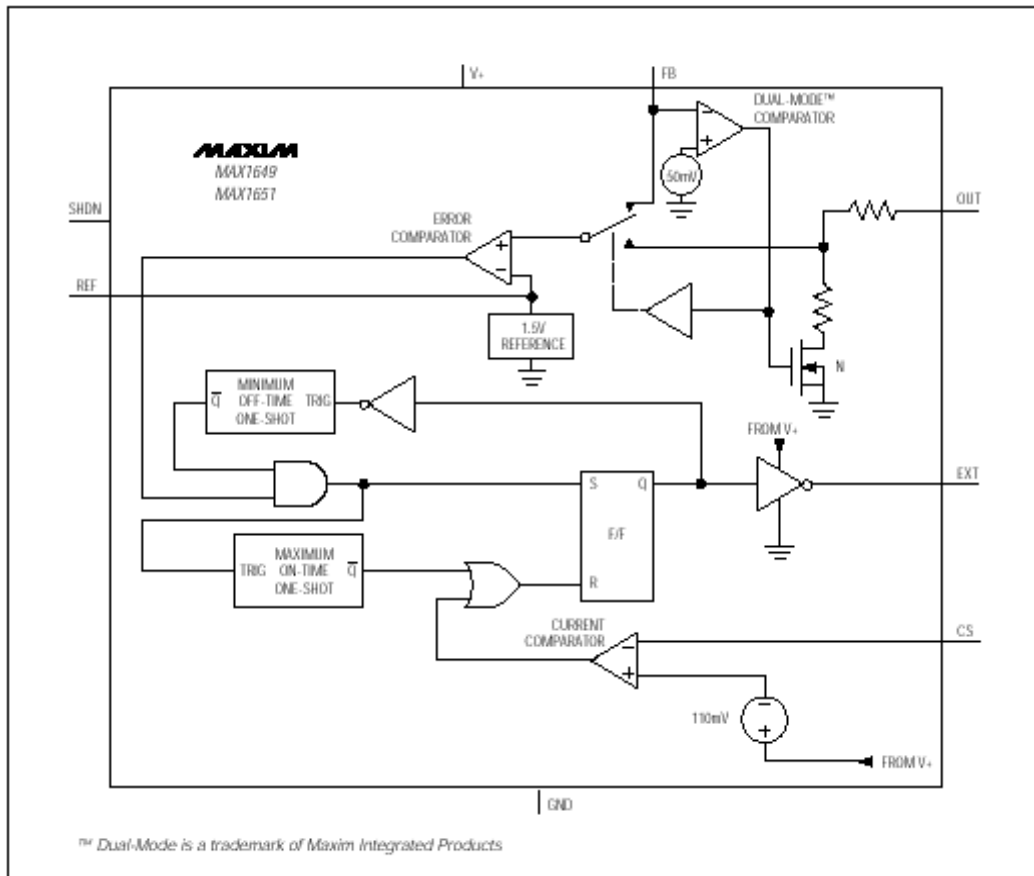 V+
FB
DUAL-MODE™
COMPARATOR
MAXIM
MAX1649
MAX1651
50mV
SHDN
OUT
ERROR
COMPARATOR
+
−
REF
1.5V
REFERENCE
N
Q MINIMUM OFF-TIME ONE-SHOT TRIG
FROM V+
S
Q
EXT
F/F
TRIG MAXIMUM ON-TIME ONE-SHOT Q
R
CURRENT
COMPARATOR
CS
−
+
110mV
−
+
FROM V+
GND
™ Dual-Mode is a trademark of Maxim Integrated Products